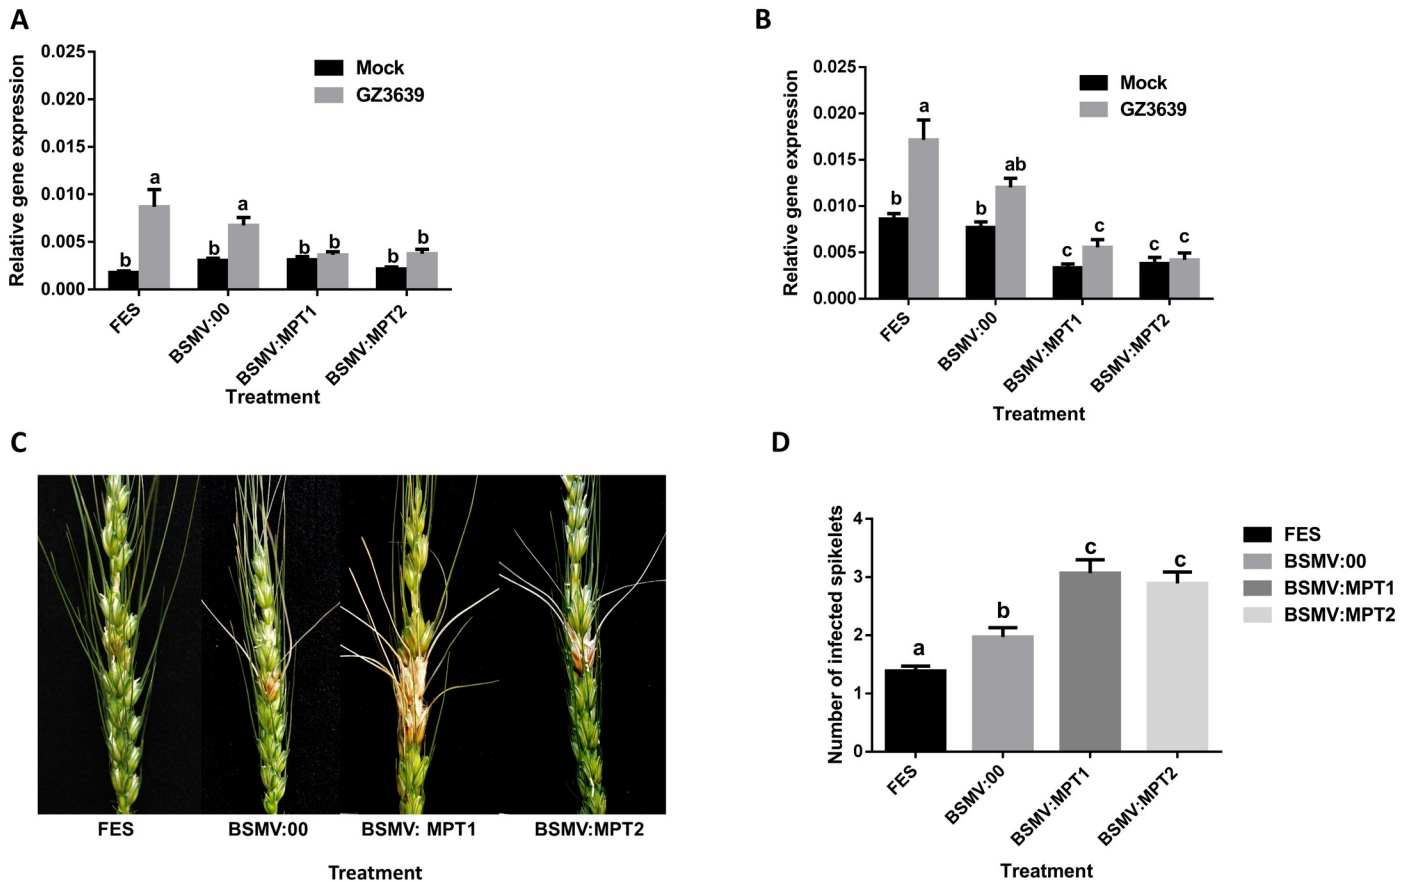 A
Relative gene expression
0.025
0.020
0.015
0.010
0.005
0.000
Mock
GZ3639
b
a
b
a
b
b
b
b
FES
BSMV:00
BSMV:MPT1
BSMV:MPT2
Treatment
B
Relative gene expression
0.025
0.020
0.015
0.010
0.005
0.000
Mock
GZ3639
b
a
b
ab
c
c
c
c
FES
BSMV:00
BSMV:MPT1
BSMV:MPT2
Treatment
C
FES
BSMV:00
BSMV: MPT1
BSMV:MPT2
Treatment
D
Number of infected spikelets
4
3
2
1
0
a
b
c
c
FES
BSMV:00
BSMV:MPT1
BSMV:MPT2
FES
BSMV:00
BSMV:MPT1
BSMV:MPT2
Treatment